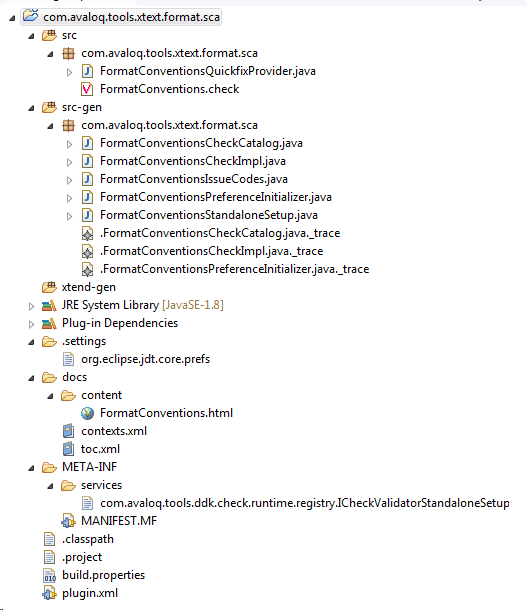 com.avaloq.tools.xtext.format.sca
src
com.avaloq.tools.xtext.format.sca
FormatConventionsQuickfixProvider.java
FormatConventions.check
src-gen
com.avaloq.tools.xtext.format.sca
FormatConventionsCheckCatalog.java
FormatConventionsCheckImpl.java
FormatConventionsIssueCodes.java
FormatConventionsPreferenceInitializer.java
FormatConventionsStandaloneSetup.java
.FormatConventionsCheckCatalog.java._trace
.FormatConventionsCheckImpl.java._trace
.FormatConventionsPreferenceInitializer.java._trace
xtend-gen
JRE System Library [JavaSE-1.8]
Plug-in Dependencies
.settings
org.eclipse.jdt.core.prefs
docs
content
FormatConventions.html
contexts.xml
toc.xml
META-INF
services
com.avaloq.tools.ddk.check.runtime.registry.ICheckValidatorStandaloneSetup
MANIFEST.MF
.classpath
.project
build.properties
plugin.xml